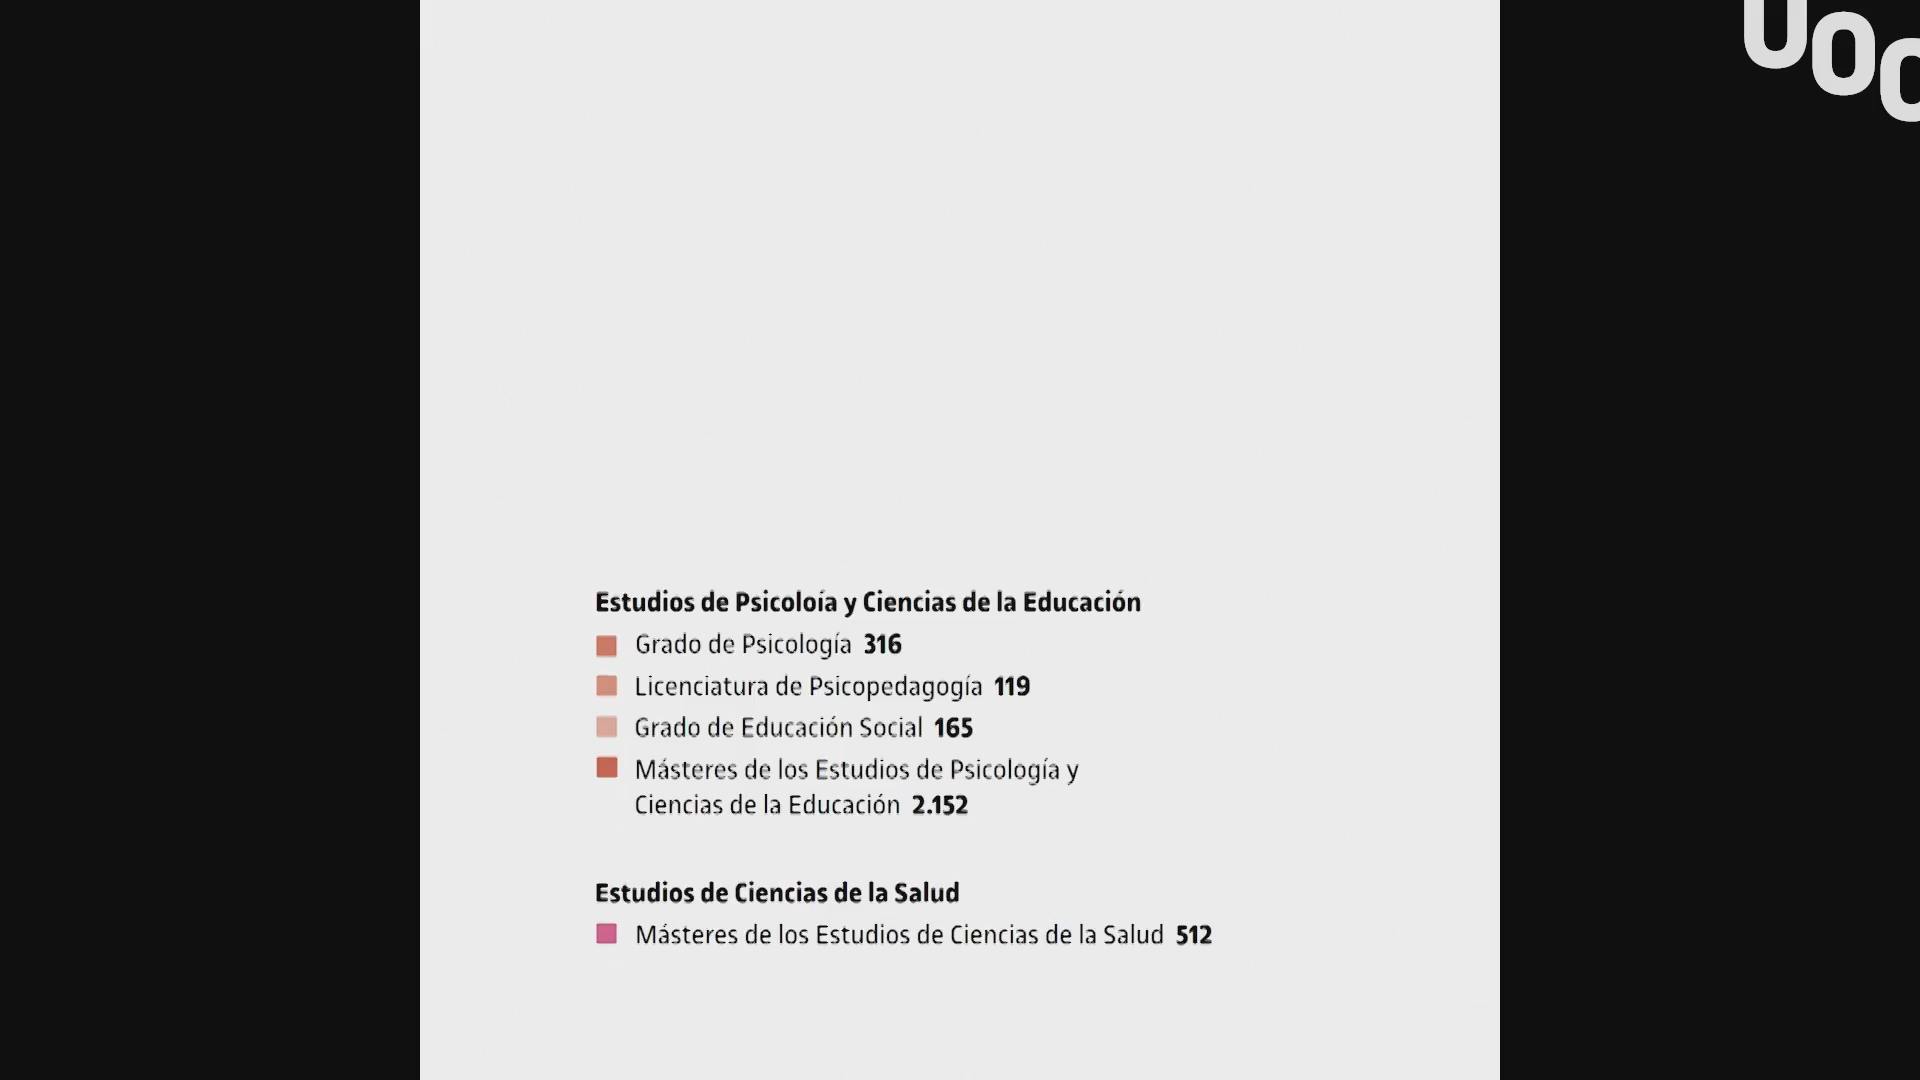 UOC
Estudios de Psicoloía y Ciencias de la Educación
Grado de Psicología 316
Licenciatura de Psicopedagogía 119
Grado de Educación Social 165
Másteres de los Estudios de Psicología y
Ciencias de la Educación 2.152
Estudios de Ciencias de la Salud
Másteres de los Estudios de Ciencias de la Salud 512